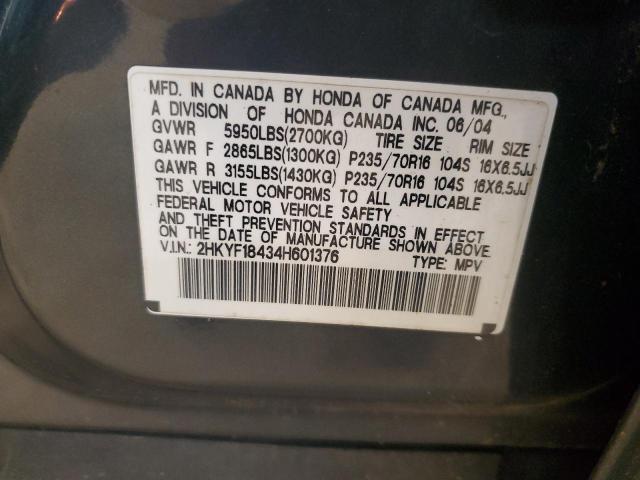 MFD. IN CANADA BY HONDA OF CANADA MFG.,
A DIVISION OF HONDA CANADA INC. 06/04
GVWR 5950LBS(2700KG) TIRE SIZE RIM SIZE
GAWR F 2865LBS(1300KG) P235/70R16 104S 16X6.5JJ
GAWR R 3155LBS(1430KG) P235/70R16 104S 16X6.5JJ
THIS VEHICLE CONFORMS TO ALL APPLICABLE
FEDERAL MOTOR VEHICLE SAFETY
AND THEFT PREVENTION STANDARDS IN EFFECT
ON THE DATE OF MANUFACTURE SHOWN ABOVE.
V.I.N.: 2HKYF18434H601376 TYPE: MPV